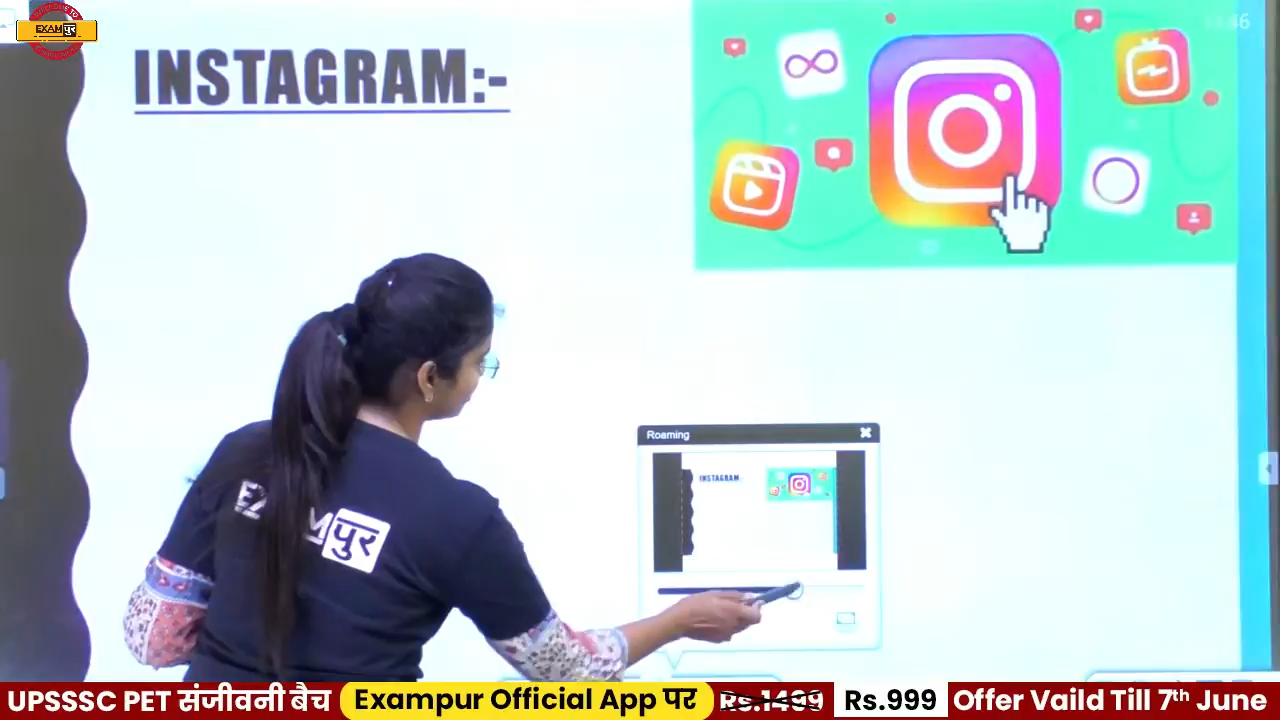 EXAMपुर
INSTAGRAM:-
Roaming
INSTAGRAM
EXAMपुर
UPSSSC PET संजीवनी बैच
Exampur Official App पर
Rs.1499
Rs.999
Offer Vaild Till 7th June